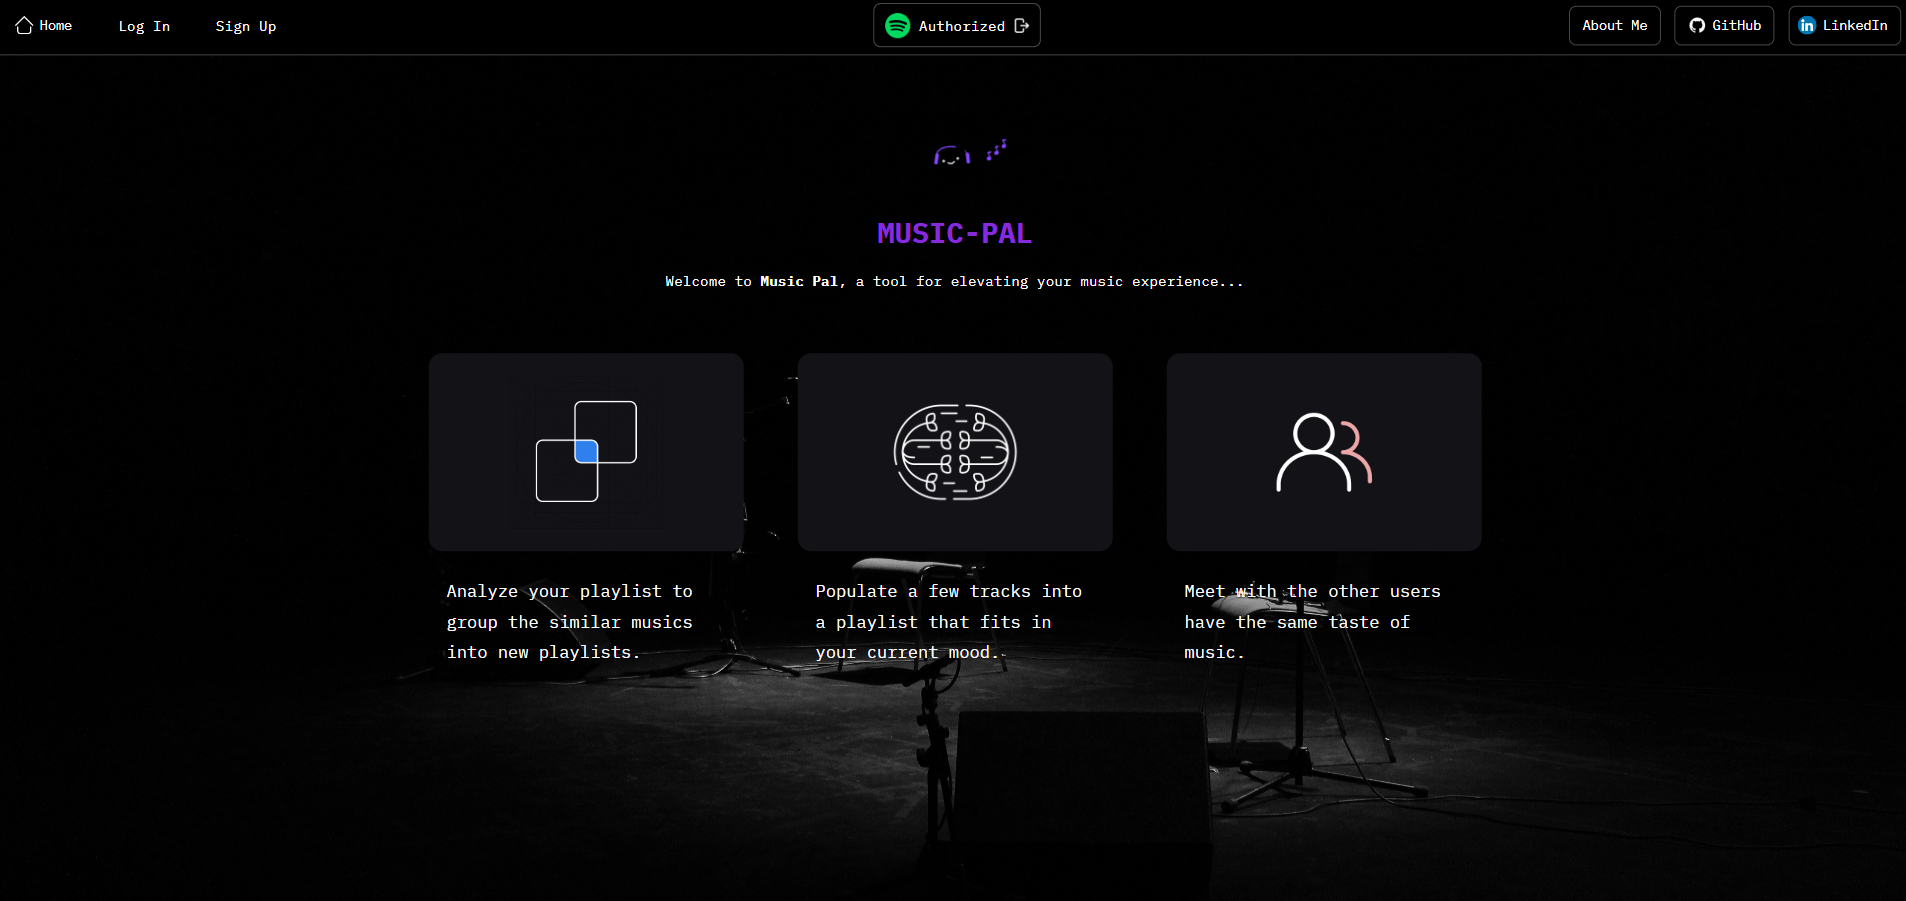 Home
Log In
Sign Up
Authorized
About Me
GitHub
LinkedIn
MUSIC-PAL
Welcome to Music Pal, a tool for elevating your music experience...
Analyze your playlist to
group the similar musics
into new playlists.
Populate a few tracks into
a playlist that fits in
your current mood.
Meet with the other users
have the same taste of
music.